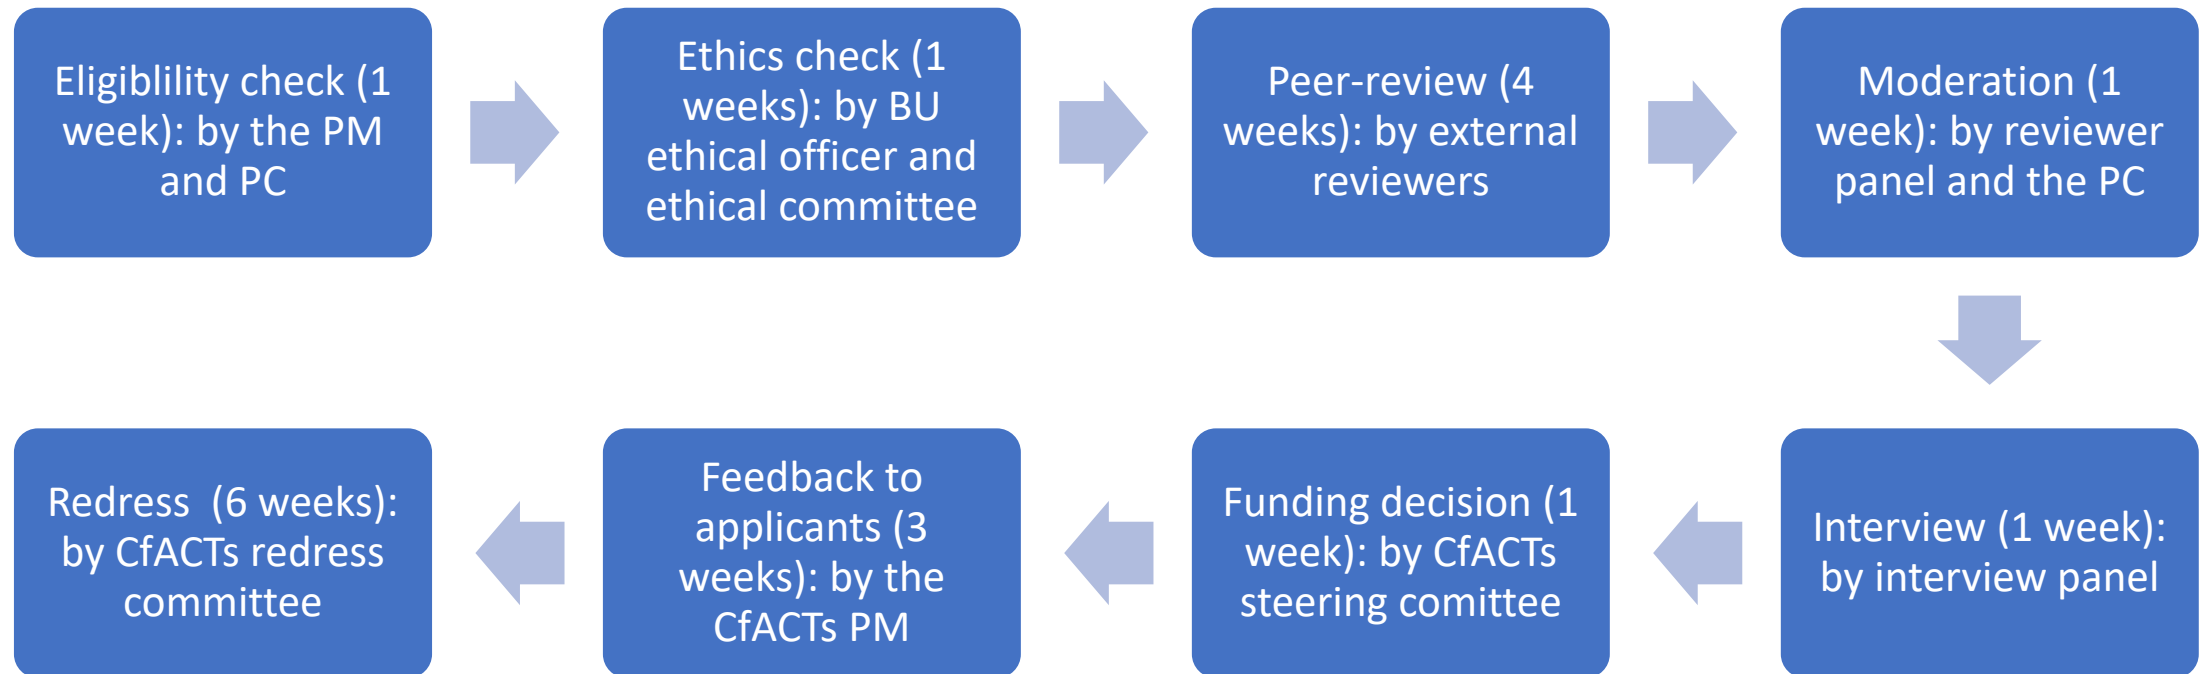 Eligiblility check (1
week): by the PM
and PC
Ethics check (1
weeks): by BU
ethical officer and
ethical committee
Peer-review (4
weeks): by external
reviewers
Moderation (1
week): by reviewer
panel and the PC
Interview (1 week):
by interview panel
Funding decision (1
week): by CfACTs
steering comittee
Feedback to
applicants (3
weeks): by the
CfACTs PM
Redress  (6 weeks):
by CfACTs redress
committee